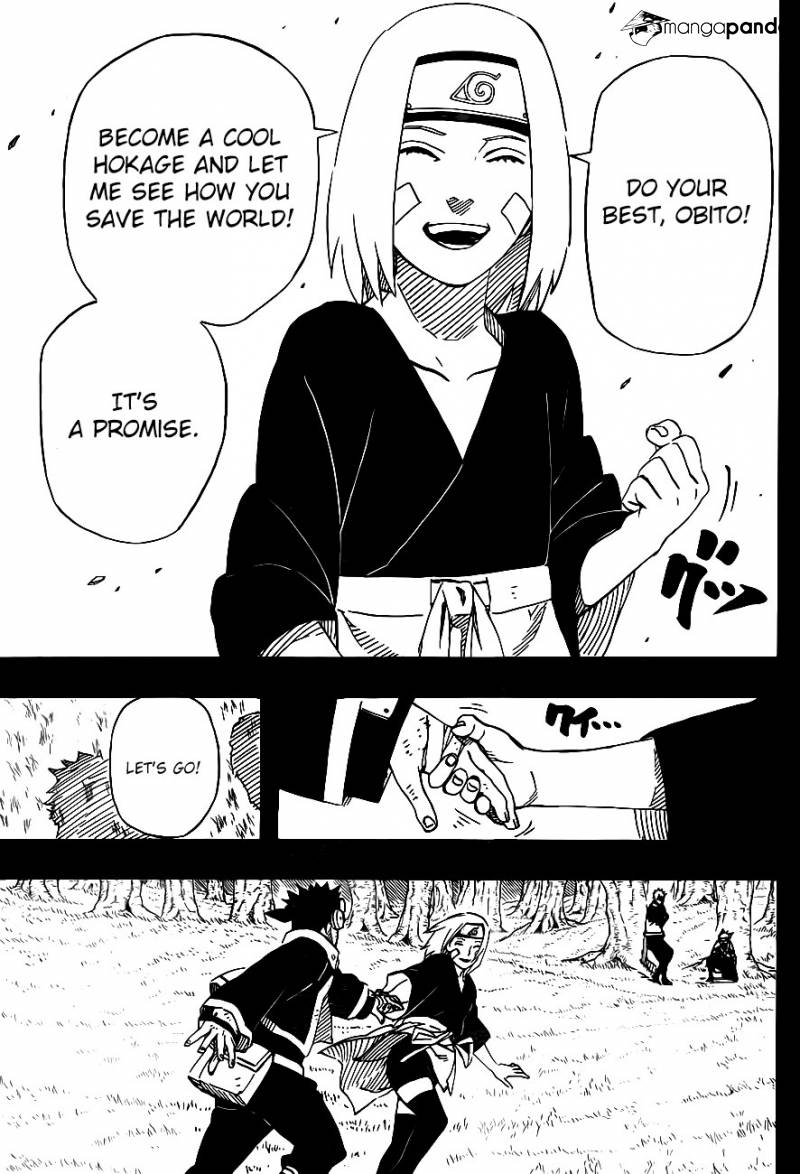 mangapanda
DO YOUR
BEST, OBITO!
BECOME A COOL
HOKAGE AND LET
ME SEE HOW YOU
SAVE THE WORLD!
IT'S
A PROMISE.
グッ
クイ...
LET'S GO!